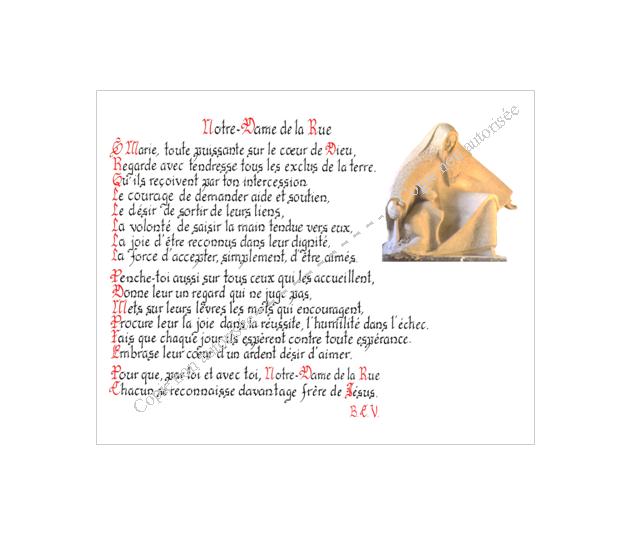 Notre-Dame de la Rue
Ô Marie, toute puissante sur le cœur de Dieu,
Regarde avec tendresse tous les exclus de la terre.
Qu'ils reçoivent par ton intercession
Le courage de demander aide et soutien,
Le désir de sortir de leurs liens,
La volonté de saisir la main tendue vers eux,
La joie d'être reconnus dans leur dignité,
La force d'accepter, simplement, d'être aimés.
Penche-toi aussi sur tous ceux qui les accueillent,
Donne leur un regard qui ne juge pas,
Mets sur leurs lèvres les mots qui encouragent,
Procure leur la joie dans la réussite, l'humilité dans l'échec.
Fais que chaque jour ils espèrent contre toute espérance.
Embrase leur cœur d'un ardent désir d'aimer.
Pour que, par toi et avec toi, Notre-Dame de la Rue
Chacun se reconnaisse davantage frère de Jésus.
B.E.V.
Copie non autorisée - - - - - - - - - - Copie non autorisée